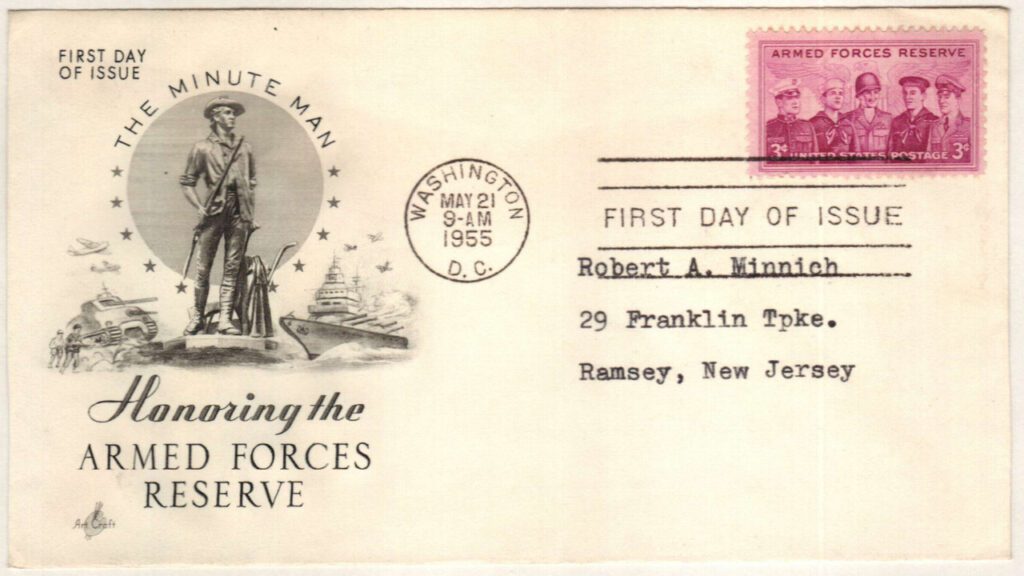 FIRST DAY
OF ISSUE
THE MINUTE MAN
Honoring the
ARMED FORCES
RESERVE
Art Craft
WASHINGTON
MAY 21
9-AM
1955
D. C.
ARMED FORCES RESERVE
3¢ UNITED STATES POSTAGE 3¢
FIRST DAY OF ISSUE
Robert A. Minnich
29 Franklin Tpke.
Ramsey, New Jersey